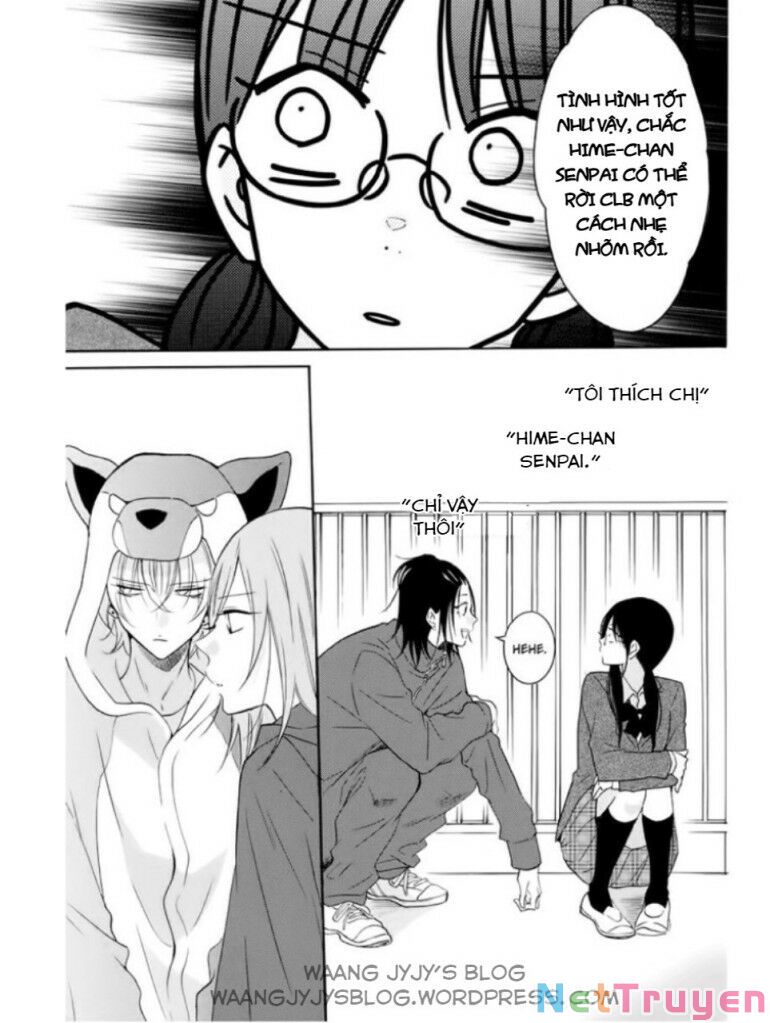 TÌNH HÌNH TỐT
NHƯ VẬY, CHẮC
HIME-CHAN
SENPAI CÓ THỂ
RỜI CLB MỘT
CÁCH NHẸ
NHÕM RỒI.
"TÔI THÍCH CHỊ"
"HIME-CHAN
SENPAI."
"CHỈ VẬY
THÔI"
HEHE.
WAANG JYJY'S BLOG
WAANGJYJYSBLOG.WORDPRESS.COM
NetTruyen